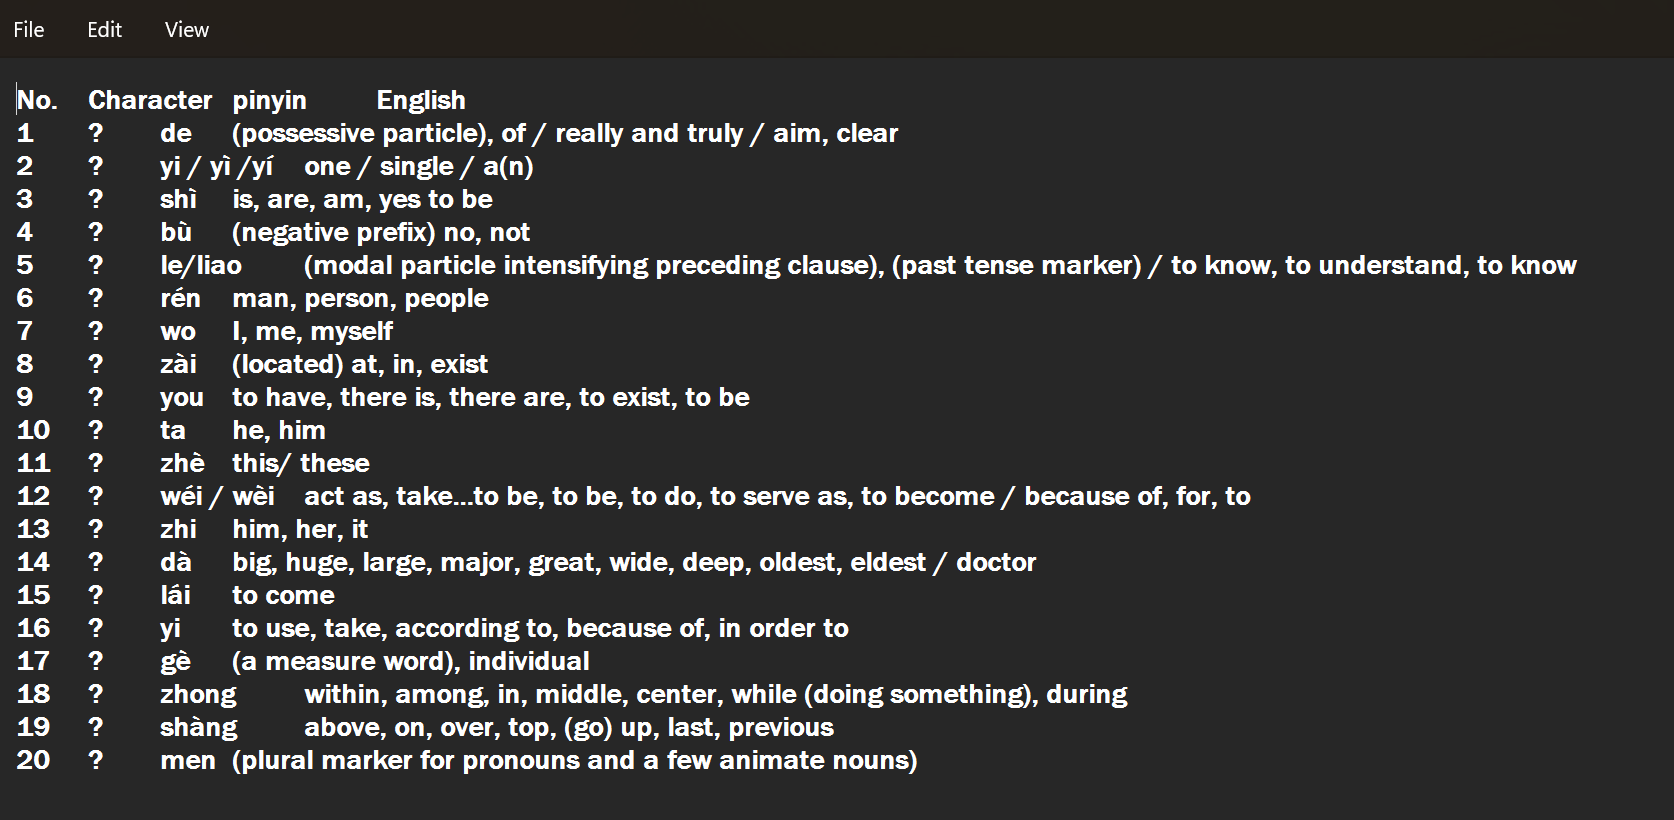 File Edit View
No. Character pinyin English
1 ? de (possessive particle), of / really and truly / aim, clear
2 ? yi / yì /yí one / single / a(n)
3 ? shì is, are, am, yes to be
4 ? bù (negative prefix) no, not
5 ? le/liao (modal particle intensifying preceding clause), (past tense marker) / to know, to understand, to know
6 ? rén man, person, people
7 ? wo I, me, myself
8 ? zài (located) at, in, exist
9 ? you to have, there is, there are, to exist, to be
10 ? ta he, him
11 ? zhè this/ these
12 ? wéi / wèi act as, take...to be, to be, to do, to serve as, to become / because of, for, to
13 ? zhi him, her, it
14 ? dà big, huge, large, major, great, wide, deep, oldest, eldest / doctor
15 ? lái to come
16 ? yi to use, take, according to, because of, in order to
17 ? gè (a measure word), individual
18 ? zhong within, among, in, middle, center, while (doing something), during
19 ? shàng above, on, over, top, (go) up, last, previous
20 ? men (plural marker for pronouns and a few animate nouns)